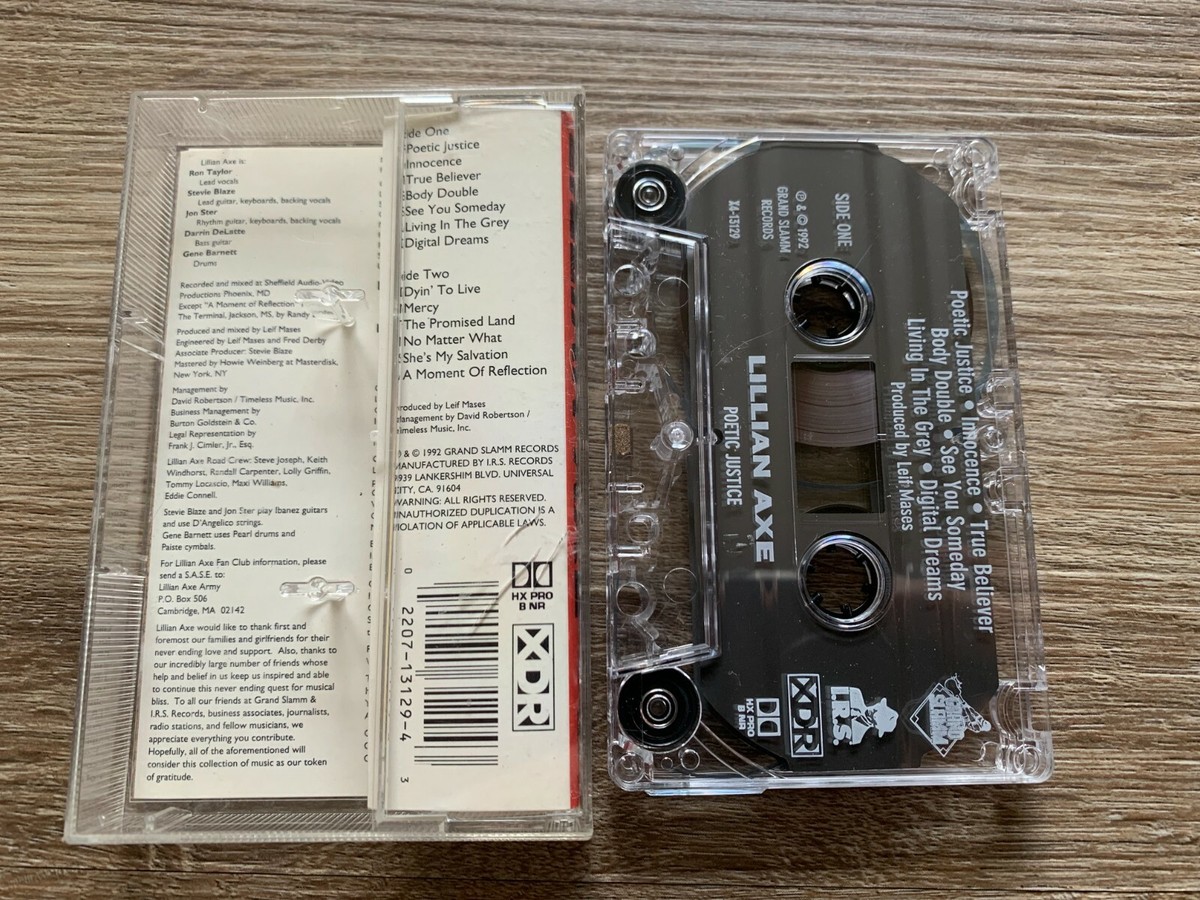 Lillian Axe is:
Ron Taylor
Lead vocals
Stevie Blaze
Lead guitar, keyboards, backing vocals
Jon Ster
Rhythm guitar, keyboards, backing vocals
Darrin DeLatte
Bass guitar
Gene Barnett
Drums
Recorded and mixed at Sheffield Audio-Video
Productions Phoenix, MD
Except "A Moment of Reflection"
The Terminal, Jackson, MS, by Randy
Produced and mixed by Leif Mases
Engineered by Leif Mases and Fred Derby
Associate Producer: Stevie Blaze
Mastered by Howie Weinberg at Masterdisk,
New York, NY
Management by
David Robertson / Timeless Music, Inc.
Business Management by
Burton Goldstein & Co.
Legal Representation by
Frank J. Cimler, Jr., Esq.
Lillian Axe Road Crew: Steve Joseph, Keith
Windhorst, Randall Carpenter, Lolly Griffin,
Tommy Locascio, Maxi Williams,
Eddie Connell.
Stevie Blaze and Jon Ster play Ibanez guitars
and use D'Angelico strings.
Gene Barnett uses Pearl drums and
Paiste cymbals.
For Lillian Axe Fan Club information, please
send a S.A.S.E. to:
Lillian Axe Army
P.O. Box 506
Cambridge, MA 02142
Lillian Axe would like to thank first and
foremost our families and girlfriends for their
never ending love and support. Also, thanks to
our incredibly large number of friends whose
help and belief in us keep us inspired and able
to continue this never ending quest for musical
bliss. To all our friends at Grand Slamm &
I.R.S. Records, business associates, journalists,
radio stations, and fellow musicians, we
appreciate everything you contribute.
Hopefully, all of the aforementioned will
consider this collection of music as our token
of gratitude.
ide One
Poetic Justice
Innocence
True Believer
Body Double
See You Someday
Living In The Grey
Digital Dreams
ide Two
Dyin' To Live
Mercy
The Promised Land
No Matter What
She's My Salvation
A Moment Of Reflection
roduced by Leif Mases
anagement by David Robertson /
imeless Music, Inc.
& © 1992 GRAND SLAMM RECORDS
MANUFACTURED BY I.R.S. RECORDS
939 LANKERSHIM BLVD. UNIVERSAL
CITY, CA. 91604
WARNING: ALL RIGHTS RESERVED.
UNAUTHORIZED DUPLICATION IS A
IOLATION OF APPLICABLE LAWS.
HX PRO
B NR
XDR
0 2207-13129-4 3
SIDE ONE
℗ & © 1992
GRAND SLAMM
RECORDS
X4-13129
LILLIAN AXE
POETIC JUSTICE
Poetic Justice • Innocence • True Believer
Body Double • See You Someday
Living In The Grey • Digital Dreams
Produced by Leif Mases
GRAND SLAMM
I.R.S.
XDR
HX PRO
B NR